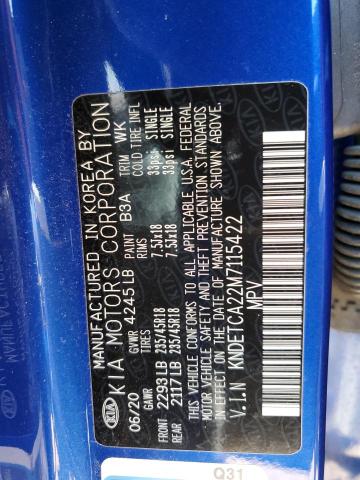 MANUFACTURED IN KOREA BY
KIA MOTORS CORPORATION
06/20 GVWR 4245LB PAINT B3A TRIM WK
GAWR TIRES RIMS COLD TIRE INFL
FRONT 2293LB 235/45R18 7.5Jx18 33psi SINGLE
REAR 2117LB 235/45R18 7.5Jx18 33psi SINGLE
THIS VEHICLE CONFORMS TO ALL APPLICABLE U.S.A. FEDERAL
MOTOR VEHICLE SAFETY, BUMPER, AND THEFT PREVENTION
STANDARDS IN EFFECT ON THE DATE OF MANUFACTURE SHOWN ABOVE.
V.I.N KNDETCA22M7115422
MPV
KIA
Q31